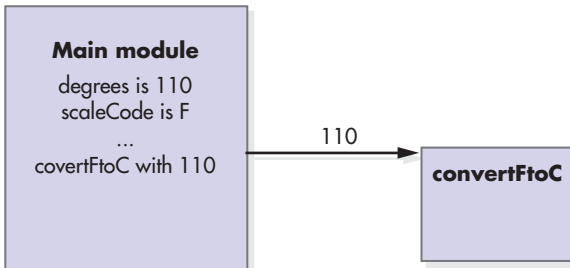 Main module
degrees is 110
scaleCode is F
...
covertFtoC with 110
110
convertFtoC